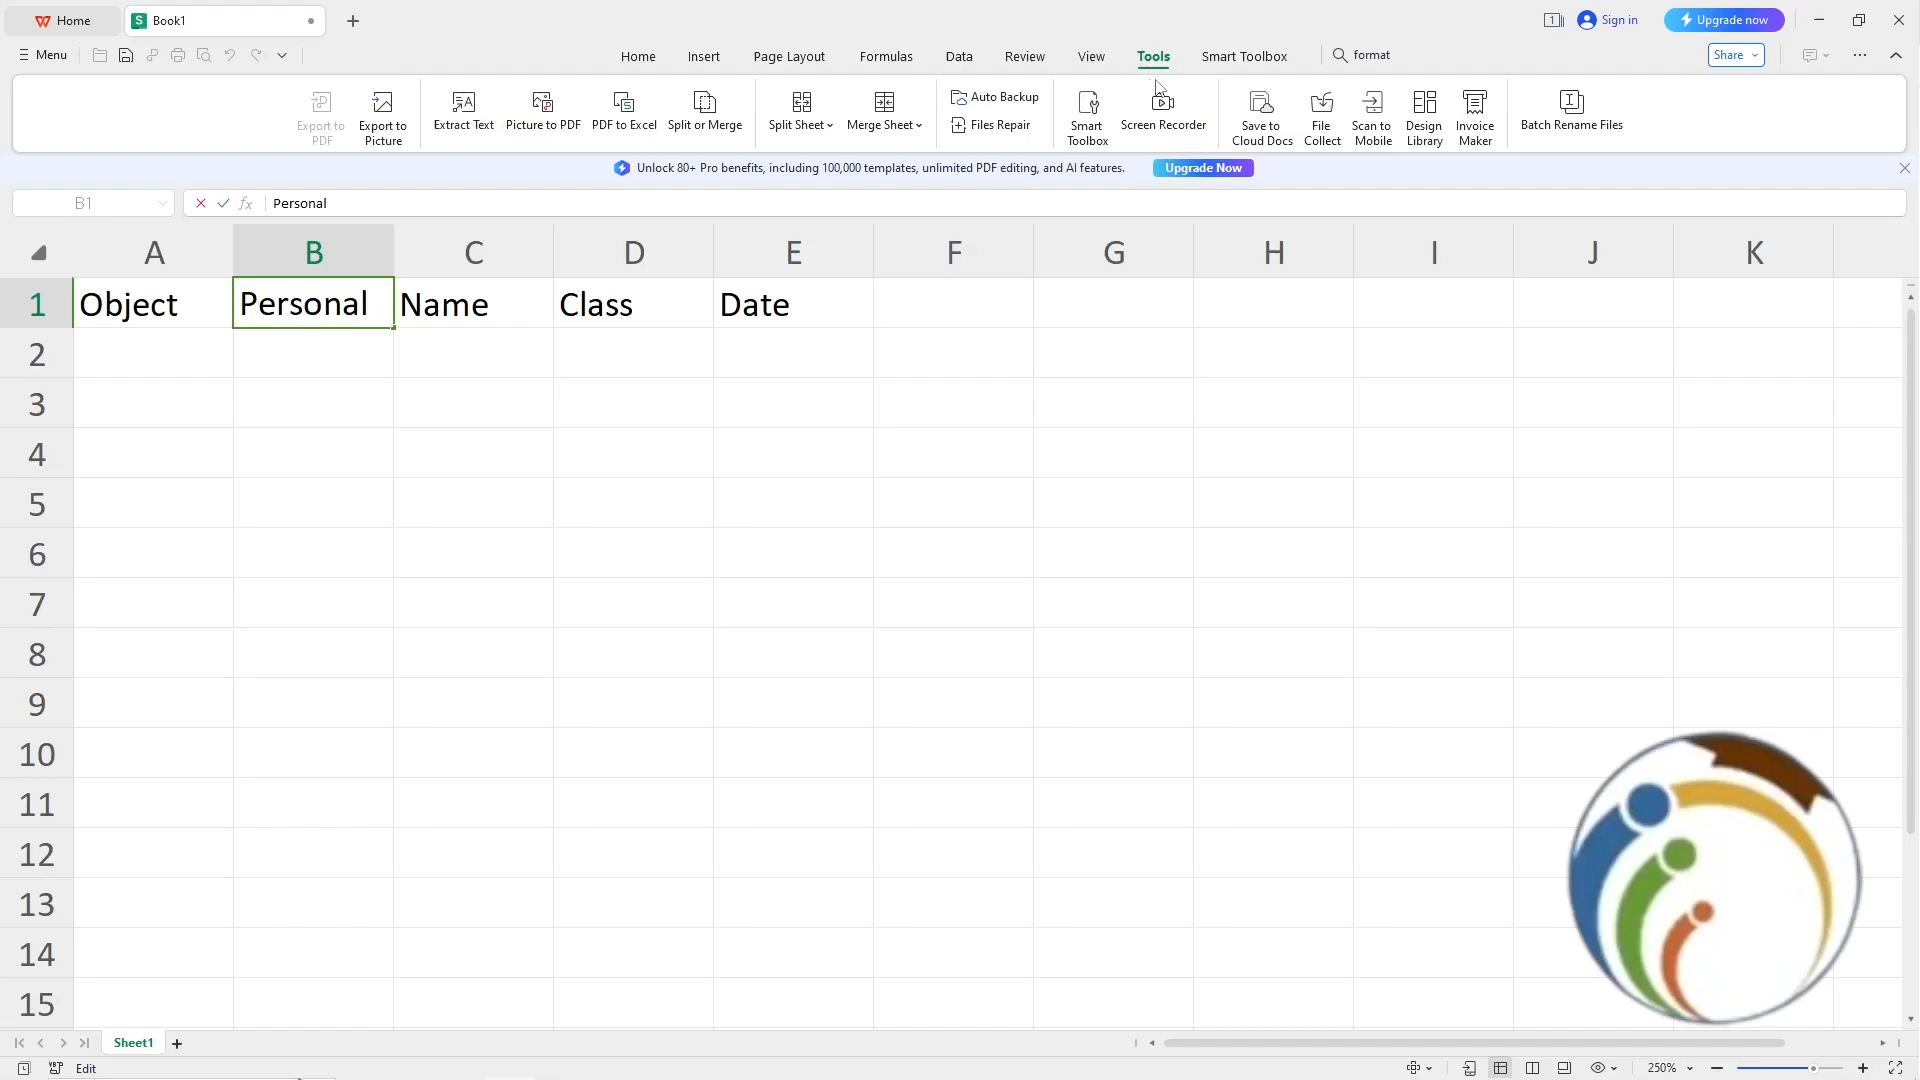 Home
S Book1
1
Sign in
Upgrade now
Menu
Home Insert Page Layout Formulas Data Review View Tools Smart Toolbox format
Share
Export to PDF
Export to Picture
Extract Text
Picture to PDF
PDF to Excel
Split or Merge
Split Sheet
Merge Sheet
Auto Backup
Files Repair
Smart Toolbox
Screen Recorder
Save to Cloud Docs
File Collect
Scan to Mobile
Design Library
Invoice Maker
Batch Rename Files
Unlock 80+ Pro benefits, including 100,000 templates, unlimited PDF editing, and AI features. Upgrade Now
B1 fx Personal
A B C D E F G H I J K
1 Object Personal Name Class Date
2
3
4
5
6
7
8
9
10
11
12
13
14
15
Sheet1
Edit
250%